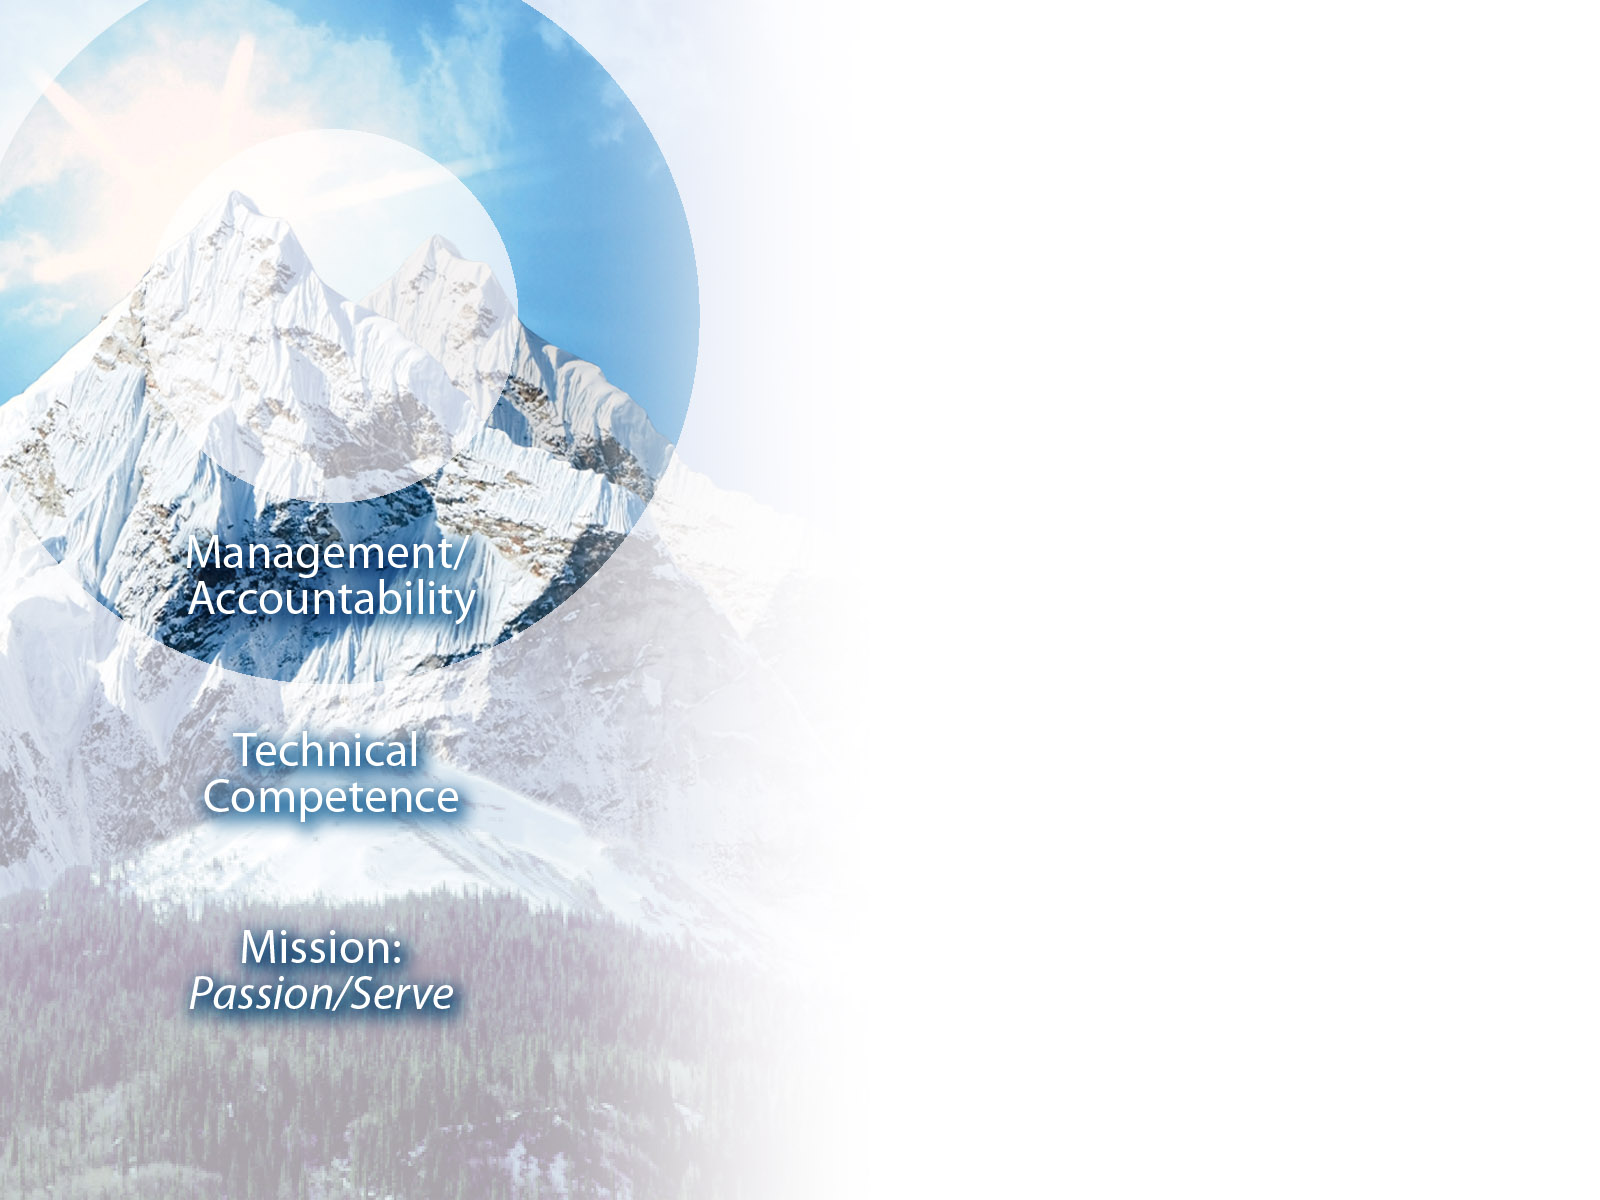 Management/
Accountability
Technical
Competence
Mission:
Passion/Serve